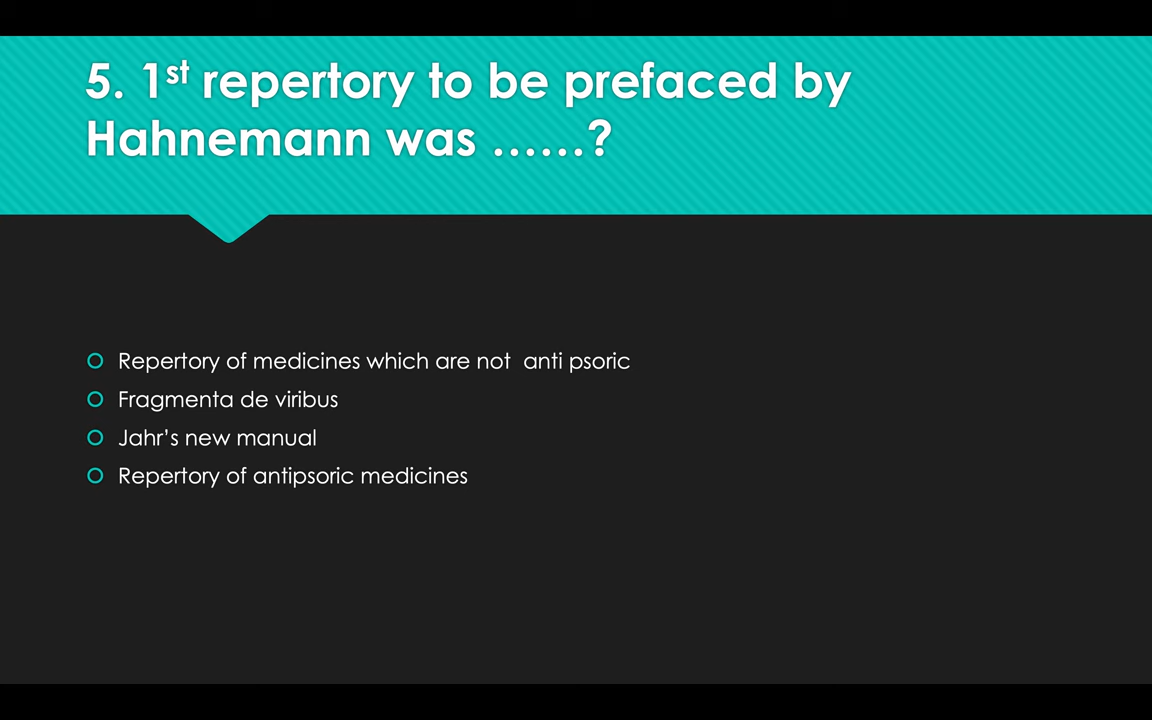 5. 1st repertory to be prefaced by
Hahnemann was ......?
Repertory of medicines which are not  anti psoric
Fragmenta de viribus
Jahr's new manual
Repertory of antipsoric medicines